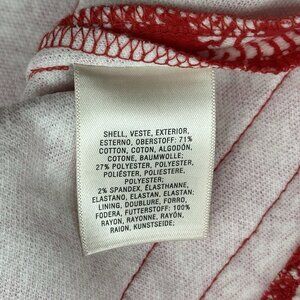 SHELL, VESTE, EXTERIOR,
ESTERNO, OBERSTOFF: 71%
COTTON, COTON, ALGODÓN,
COTONE, BAUMWOLLE;
27% POLYESTER, POLYESTER,
POLIÉSTER, POLIESTERE,
POLYESTER;
2% SPANDEX, ÉLASTHANNE,
ELASTANO, ELASTAN, ELASTAN;
LINING, DOUBLURE, FORRO,
FODERA, FUTTERSTOFF: 100%
RAYON, RAYONNE, RAYÓN,
RAION, KUNSTSEIDE;